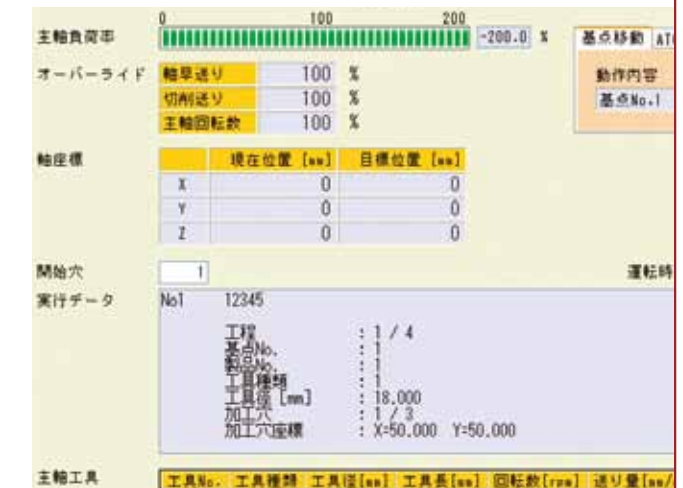 0 100 200
主軸負荷率 -200.0 %
基点移動 AT
オーバーライド 軸早送り 100 %
動作内容
切削送り 100 %
基点No.1
主軸回転数 100 %
軸座標 現在位置 [mm] 目標位置 [mm]
X 0 0
Y 0 0
Z 0 0
開始穴 1 運転時
実行データ No1 12345
工程 : 1 / 4
基点No. : 1
製品No. : 1
工具種類 : 1
工具径 [mm] : 18.000
加工穴 : 1 / 3
加工穴座標 : X=50.000 Y=50.000
主軸工具 工具No. 工具種類 工具径[mm] 工具長[mm] 回転数[rpm] 送り量[mm/